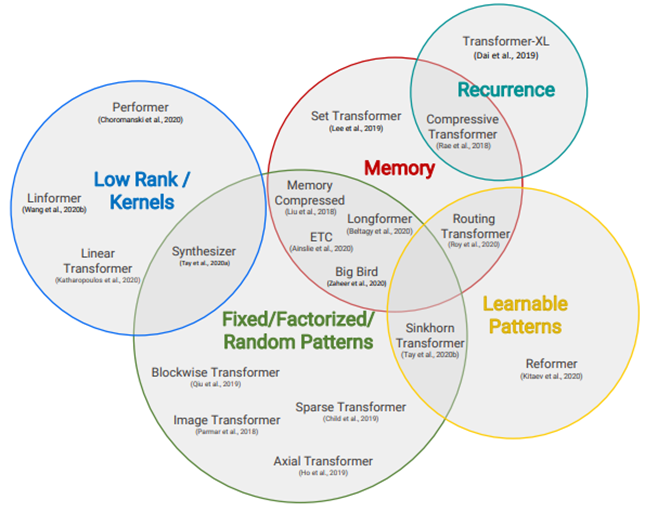 Transformer-XL
(Dai et al., 2019)
Recurrence
Compressive
Transformer
(Rae et al., 2018)
Performer
(Choromanski et al., 2020)
Low Rank /
Kernels
Linformer
(Wang et al., 2020b)
Linear
Transformer
(Katharopoulos et al., 2020)
Synthesizer
(Tay et al., 2020a)
Set Transformer
(Lee et al., 2019)
Memory
Memory
Compressed
(Liu et al., 2018)
Longformer
(Beltagy et al., 2020)
ETC
(Ainslie et al., 2020)
Big Bird
(Zaheer et al., 2020)
Routing
Transformer
(Roy et al., 2020)
Learnable
Patterns
Fixed/Factorized/
Random Patterns
Sinkhorn
Transformer
(Tay et al., 2020b)
Reformer
(Kitaev et al., 2020)
Blockwise Transformer
(Qiu et al., 2019)
Image Transformer
(Parmar et al., 2018)
Sparse Transformer
(Child et al., 2019)
Axial Transformer
(Ho et al., 2019)